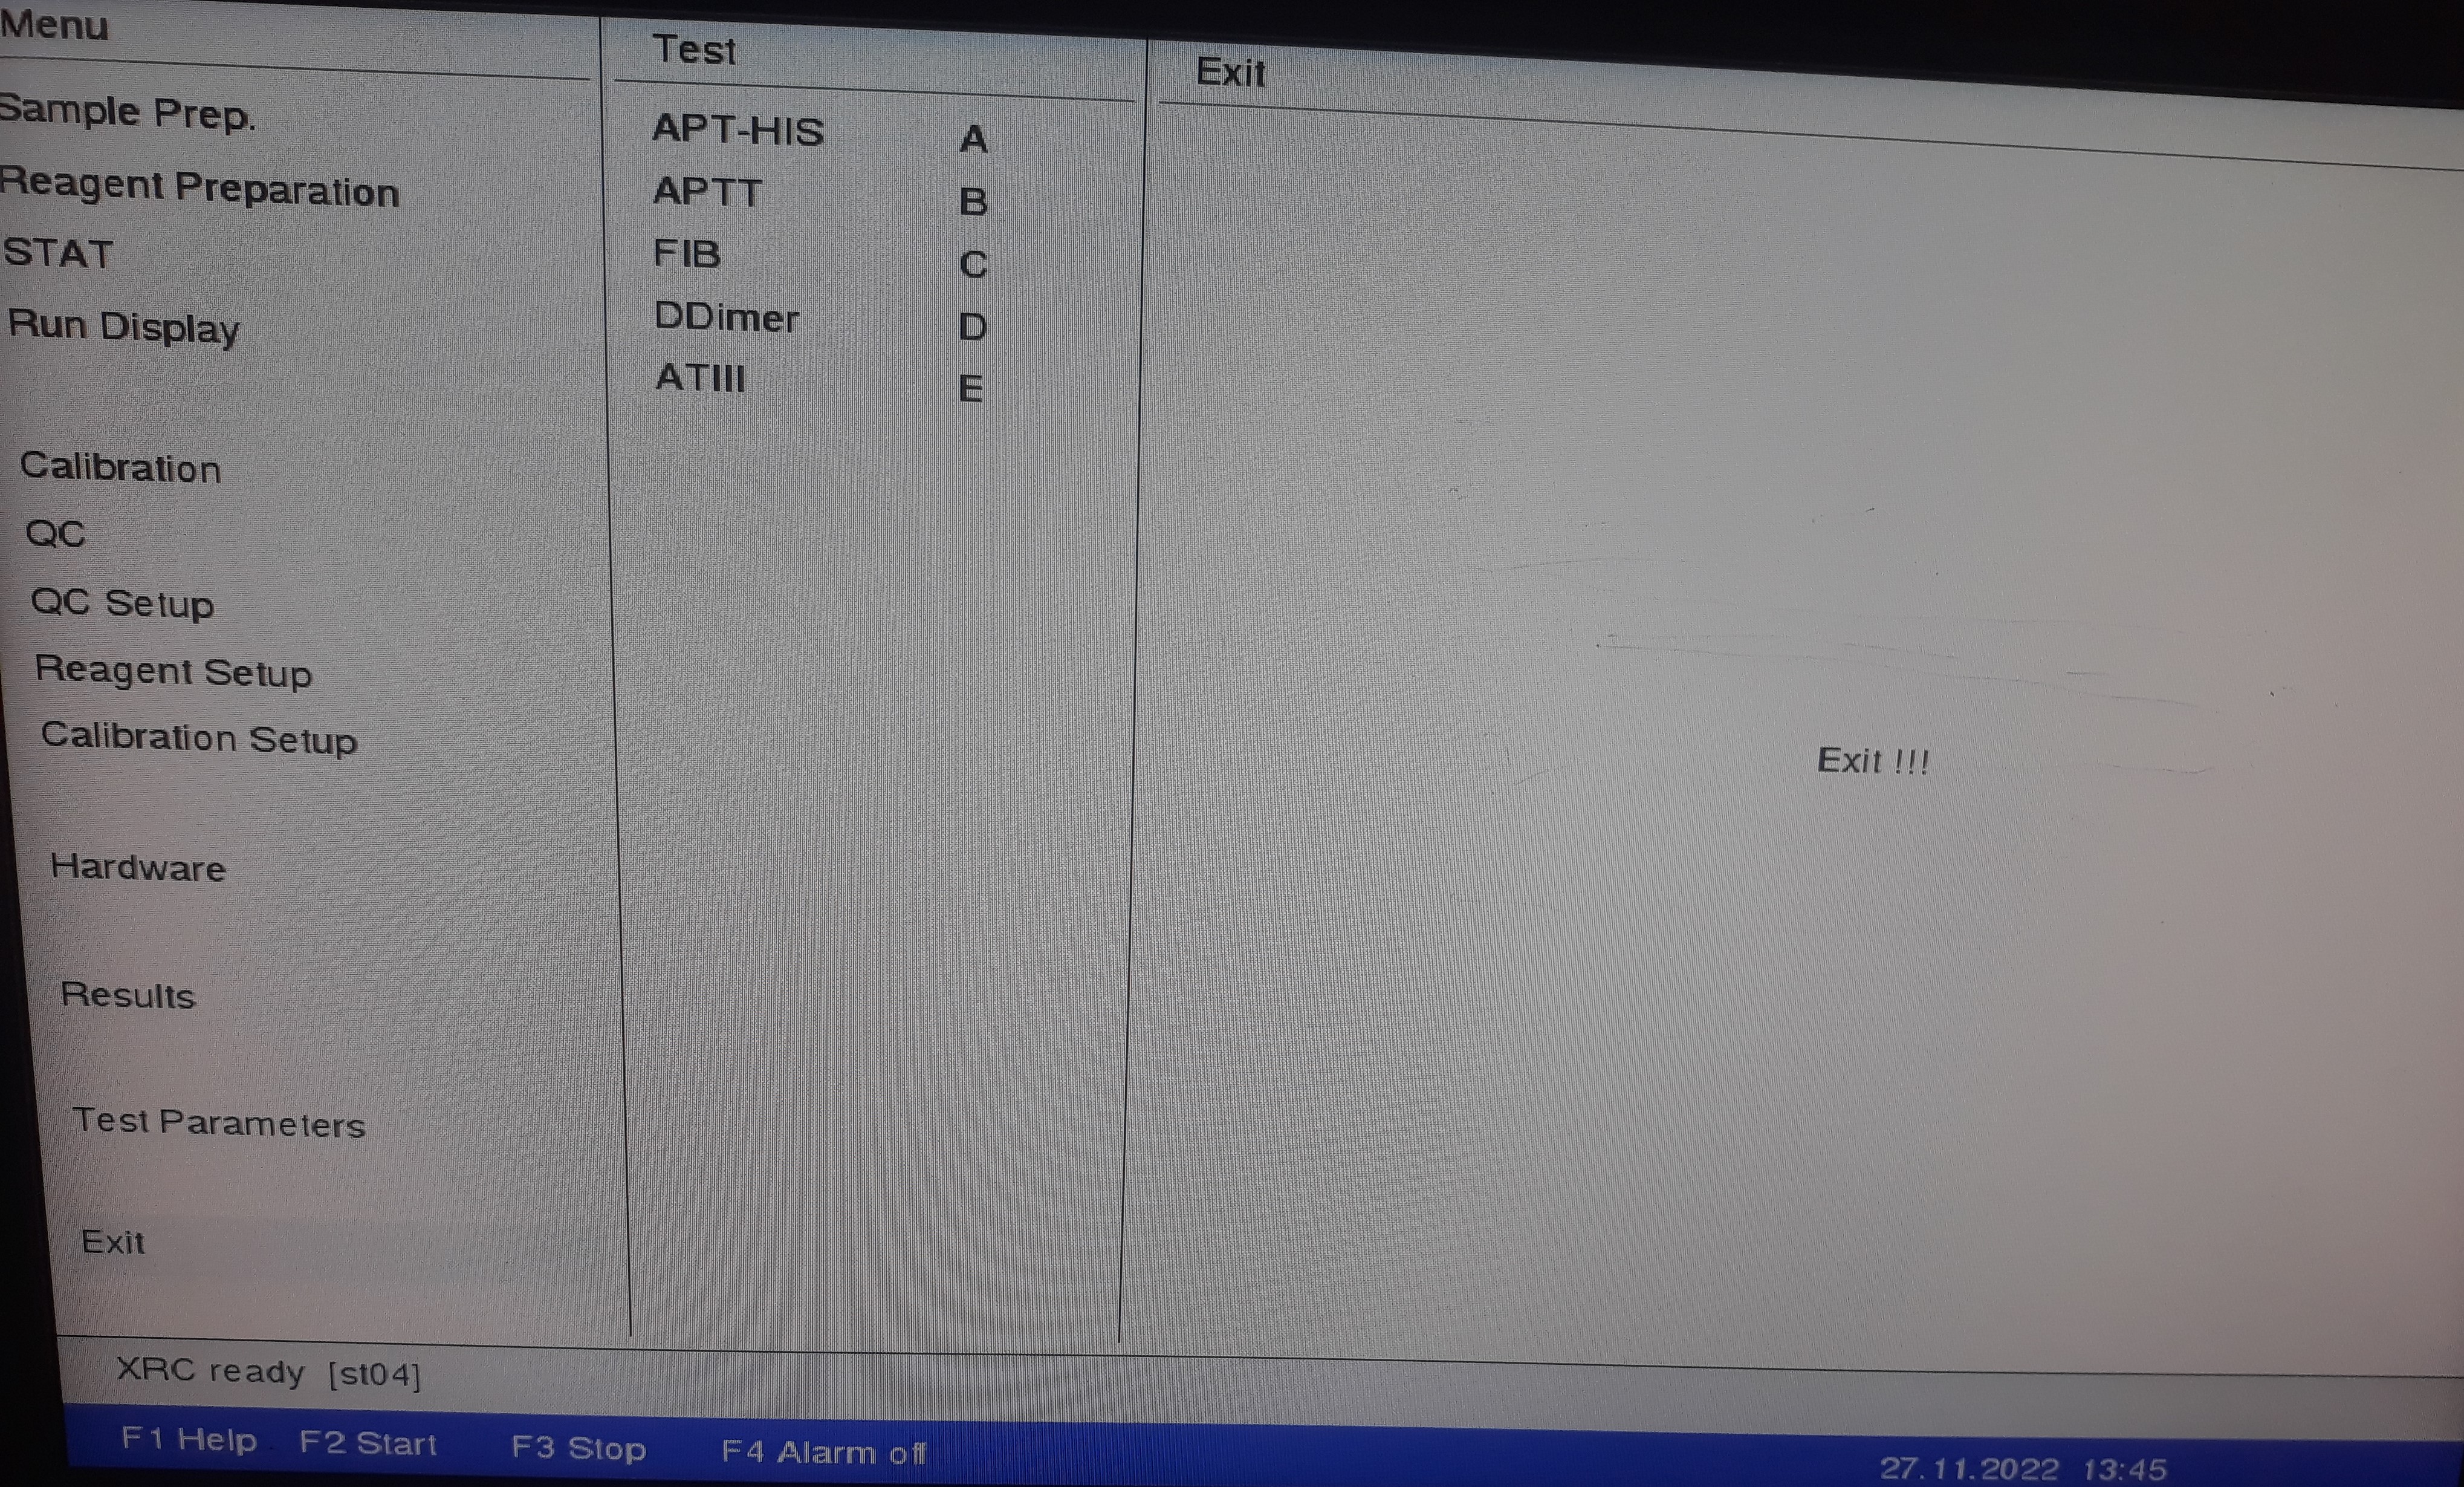 Menu
Sample Prep.
Reagent Preparation
STAT
Run Display
Calibration
QC
QC Setup
Reagent Setup
Calibration Setup
Hardware
Results
Test Parameters
Exit
Test
APT-HIS A
APTT B
FIB C
DDimer D
ATIII E
Exit
Exit !!!
XRC ready [st04]
F1 Help F2 Start F3 Stop F4 Alarm off 27.11.2022 13:45